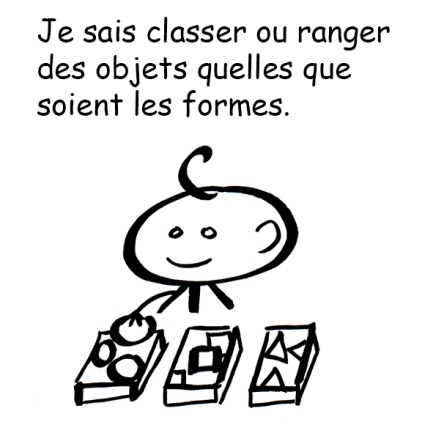 Je sais classer ou ranger
des objets quelles que
soient les formes.